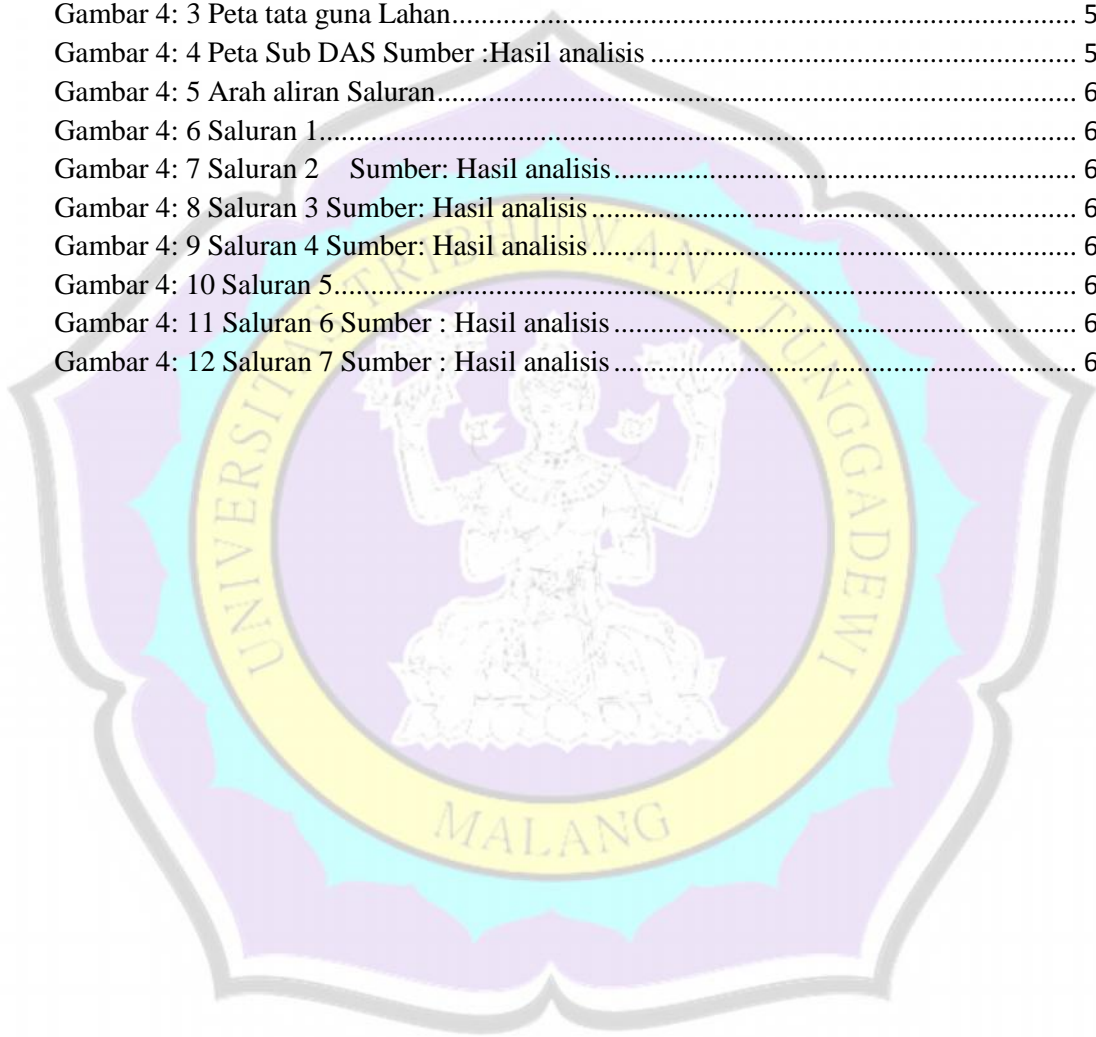 Gambar 4: 3 Peta tata guna Lahan........................................................................................ 5
Gambar 4: 4 Peta Sub DAS Sumber :Hasil analisis ............................................................ 5
Gambar 4: 5 Arah aliran Saluran.......................................................................................... 6
Gambar 4: 6 Saluran 1.......................................................................................................... 6
Gambar 4: 7 Saluran 2 Sumber: Hasil analisis.................................................................. 6
Gambar 4: 8 Saluran 3 Sumber: Hasil analisis ..................................................................... 6
Gambar 4: 9 Saluran 4 Sumber: Hasil analisis ..................................................................... 6
Gambar 4: 10 Saluran 5........................................................................................................ 6
Gambar 4: 11 Saluran 6 Sumber : Hasil analisis .................................................................. 6
Gambar 4: 12 Saluran 7 Sumber : Hasil analisis .................................................................. 6
UNIVERSITAS TRIBHUWANA TUNGGADEWI
MALANG